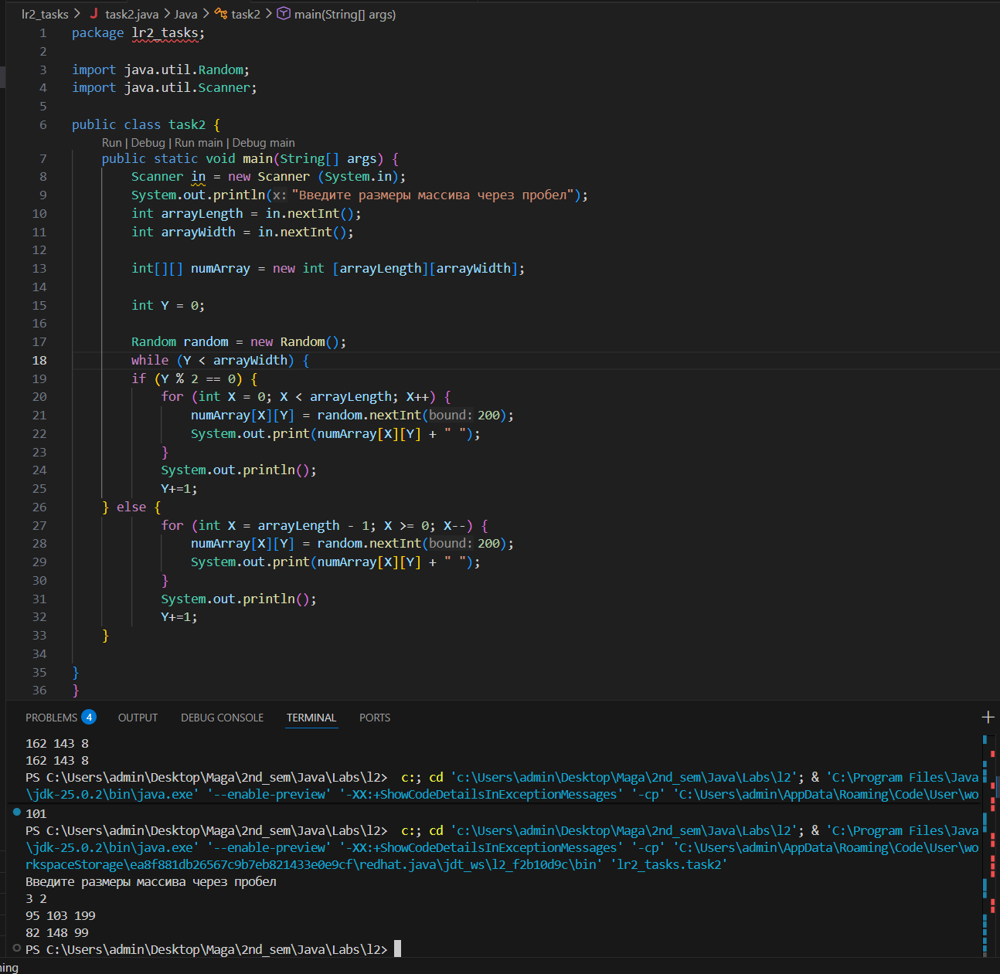 lr2_tasks > J task2.java > Java > task2 > main(String[] args)
1 package lr2_tasks;
2
3 import java.util.Random;
4 import java.util.Scanner;
5
6 public class task2 {
Run | Debug | Run main | Debug main
7 public static void main(String[] args) {
8 Scanner in = new Scanner (System.in);
9 System.out.println(x: "Введите размеры массива через пробел");
10 int arrayLength = in.nextInt();
11 int arrayWidth = in.nextInt();
12
13 int[][] numArray = new int [arrayLength][arrayWidth];
14
15 int Y = 0;
16
17 Random random = new Random();
18 while (Y < arrayWidth) {
19 if (Y % 2 == 0) {
20 for (int X = 0; X < arrayLength; X++) {
21 numArray[X][Y] = random.nextInt(bound: 200);
22 System.out.print(numArray[X][Y] + " ");
23 }
24 System.out.println();
25 Y+=1;
26 } else {
27 for (int X = arrayLength - 1; X >= 0; X--) {
28 numArray[X][Y] = random.nextInt(bound: 200);
29 System.out.print(numArray[X][Y] + " ");
30 }
31 System.out.println();
32 Y+=1;
33 }
34
35 }
36 }
PROBLEMS 4 OUTPUT DEBUG CONSOLE TERMINAL PORTS
162 143 8
162 143 8
PS C:\Users\admin\Desktop\Maga\2nd_sem\Java\Labs\l2> c:; cd 'c:\Users\admin\Desktop\Maga\2nd_sem\Java\Labs\l2'; & 'C:\Program Files\Java
\jdk-25.0.2\bin\java.exe' '--enable-preview' '-XX:+ShowCodeDetailsInExceptionMessages' '-cp' 'C:\Users\admin\AppData\Roaming\Code\User\wo
101
PS C:\Users\admin\Desktop\Maga\2nd_sem\Java\Labs\l2> c:; cd 'c:\Users\admin\Desktop\Maga\2nd_sem\Java\Labs\l2'; & 'C:\Program Files\Java
\jdk-25.0.2\bin\java.exe' '--enable-preview' '-XX:+ShowCodeDetailsInExceptionMessages' '-cp' 'C:\Users\admin\AppData\Roaming\Code\User\wo
rkspaceStorage\ea8f881db26567c9b7eb821433e0e9cf\redhat.java\jdt_ws\l2_f2b10d9c\bin' 'lr2_tasks.task2'
Введите размеры массива через пробел
3 2
95 103 199
82 148 99
PS C:\Users\admin\Desktop\Maga\2nd_sem\Java\Labs\l2>